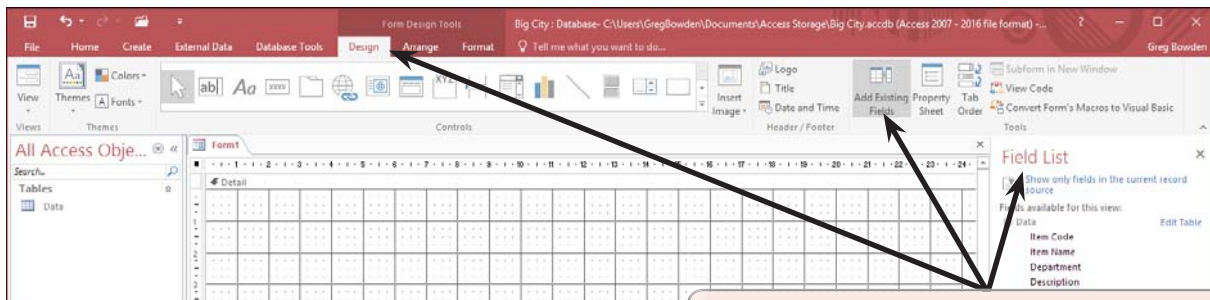 Form Design Tools
Big City : Database- C:\Users\GregBowden\Documents\Access Storage\Big City.accdb (Access 2007 - 2016 file format) -...
?
File Home Create External Data Database Tools Design Arrange Format Tell me what you want to do... Greg Bowden
View
Views
Aa
Themes
Colors
A Fonts
Themes
ab| Aa xxxx XYZ
Controls
Insert
Image
Logo
Title
Date and Time
Header / Footer
Add Existing
Fields
Property
Sheet
Tab
Order
Subform in New Window
View Code
Convert Form's Macros to Visual Basic
Tools
All Access Obje...
Search...
Tables
Data
Form1
Detail
Field List
Show only fields in the current record
source
Fields available for this view:
Data Edit Table
Item Code
Item Name
Department
Description